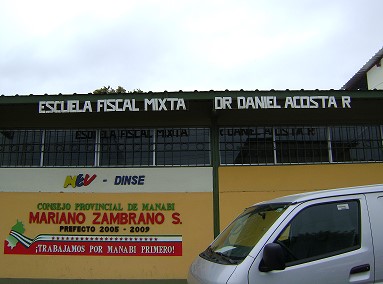 ESCUELA FISCAL MIXTA DR DANIEL ACOSTA R
MEV - DINSE
CONSEJO PROVINCIAL DE MANABI
MARIANO ZAMBRANO S.
PREFECTO 2005 - 2009
¡TRABAJAMOS POR MANABI PRIMERO!